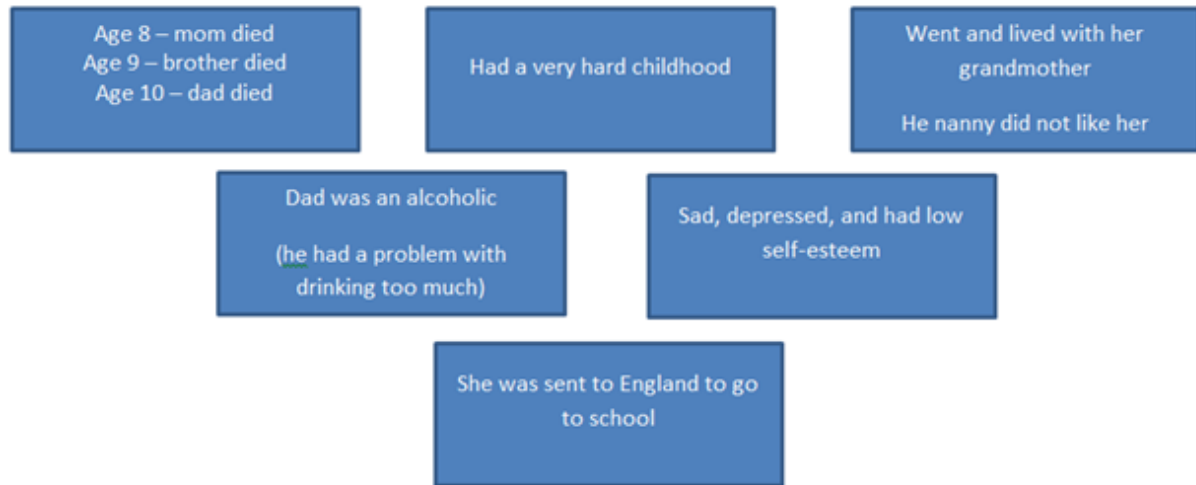 Age 8 – mom died
Age 9 – brother died
Age 10 – dad died
Had a very hard childhood
Went and lived with her
grandmother
He nanny did not like her
Dad was an alcoholic
(he had a problem with
drinking too much)
Sad, depressed, and had low
self-esteem
She was sent to England to go
to school